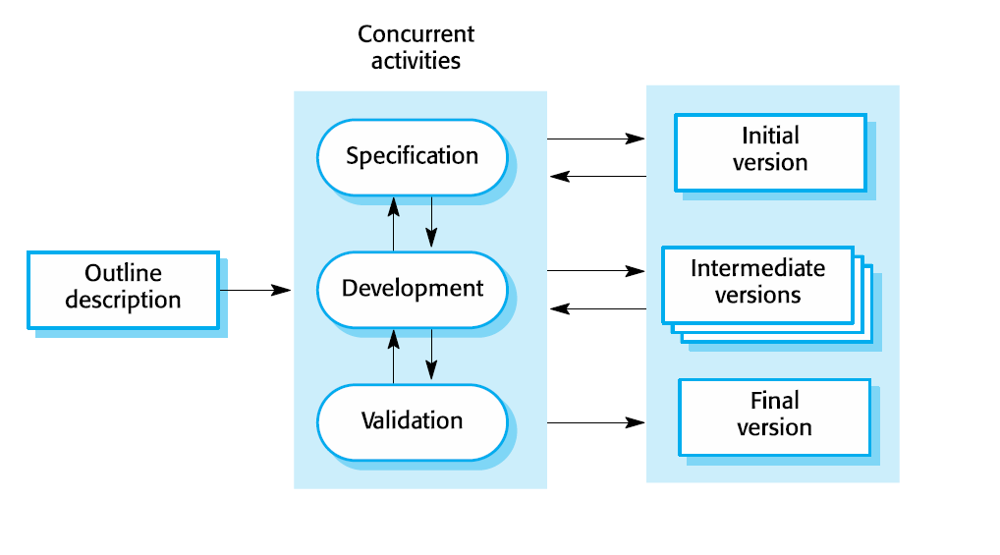 Concurrent
activities
Specification
Initial
version
Outline
description
Development
Intermediate
versions
Validation
Final
version